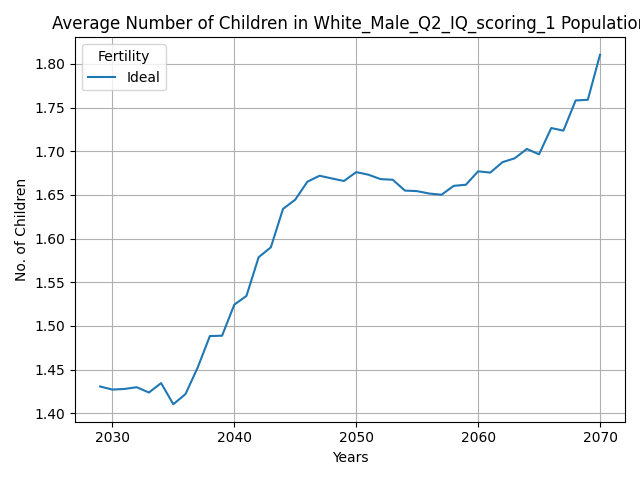 Average Number of Children in White_Male_Q2_IQ_scoring_1 Population
Fertility
Ideal
1.80
1.75
1.70
1.65
1.60
1.55
1.50
1.45
1.40
No. of Children
2030 2040 2050 2060 2070
Years